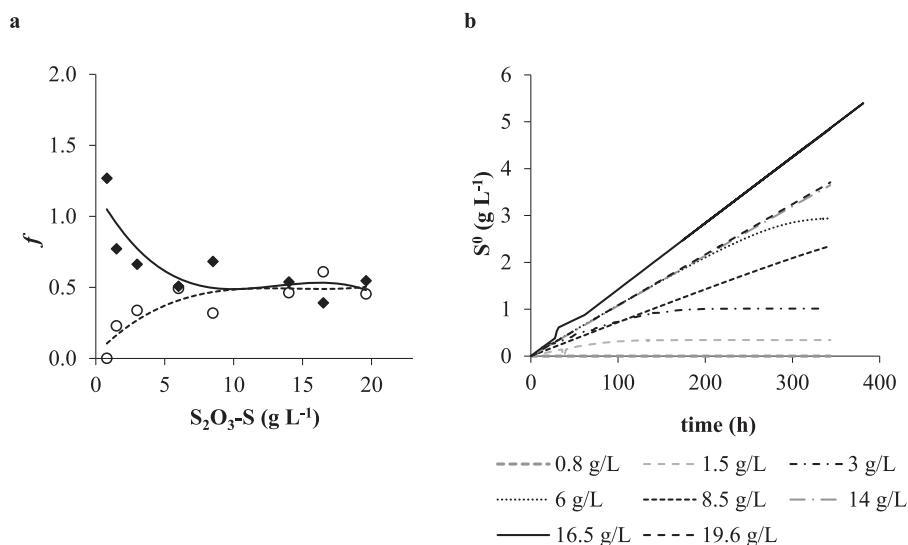 a
b
2.0
1.5
1.0
0.5
0.0
f
0 5 10 15 20
S₂O₃-S (g L⁻¹)
6
5
4
3
2
1
0
S⁰ (g L⁻¹)
0 100 200 300 400
time (h)
0.8 g/L 1.5 g/L 3 g/L
6 g/L 8.5 g/L 14 g/L
16.5 g/L 19.6 g/L